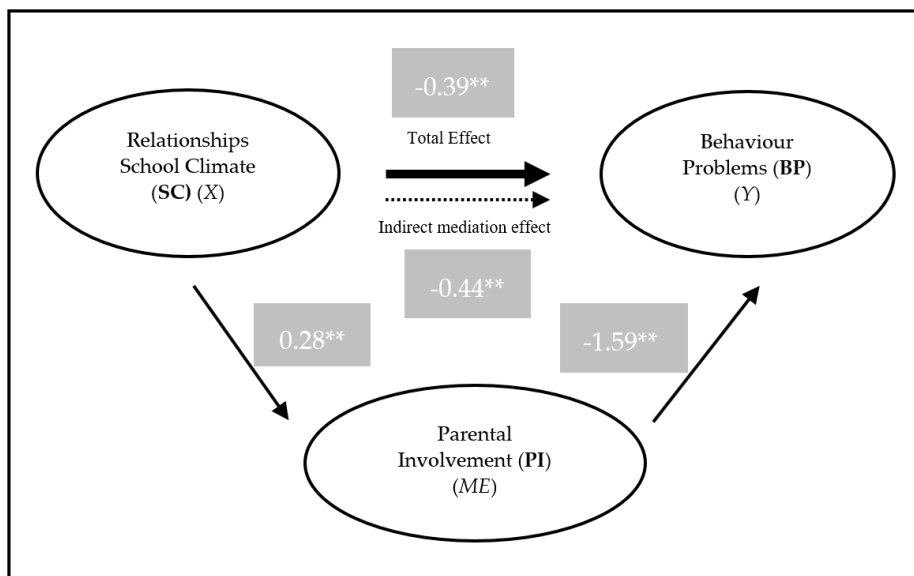 -0.39**
Total Effect
Relationships
School Climate
(SC) (X)
Behaviour
Problems (BP)
(Y)
Indirect mediation effect
-0.44**
0.28**
-1.59**
Parental
Involvement (PI)
(ME)